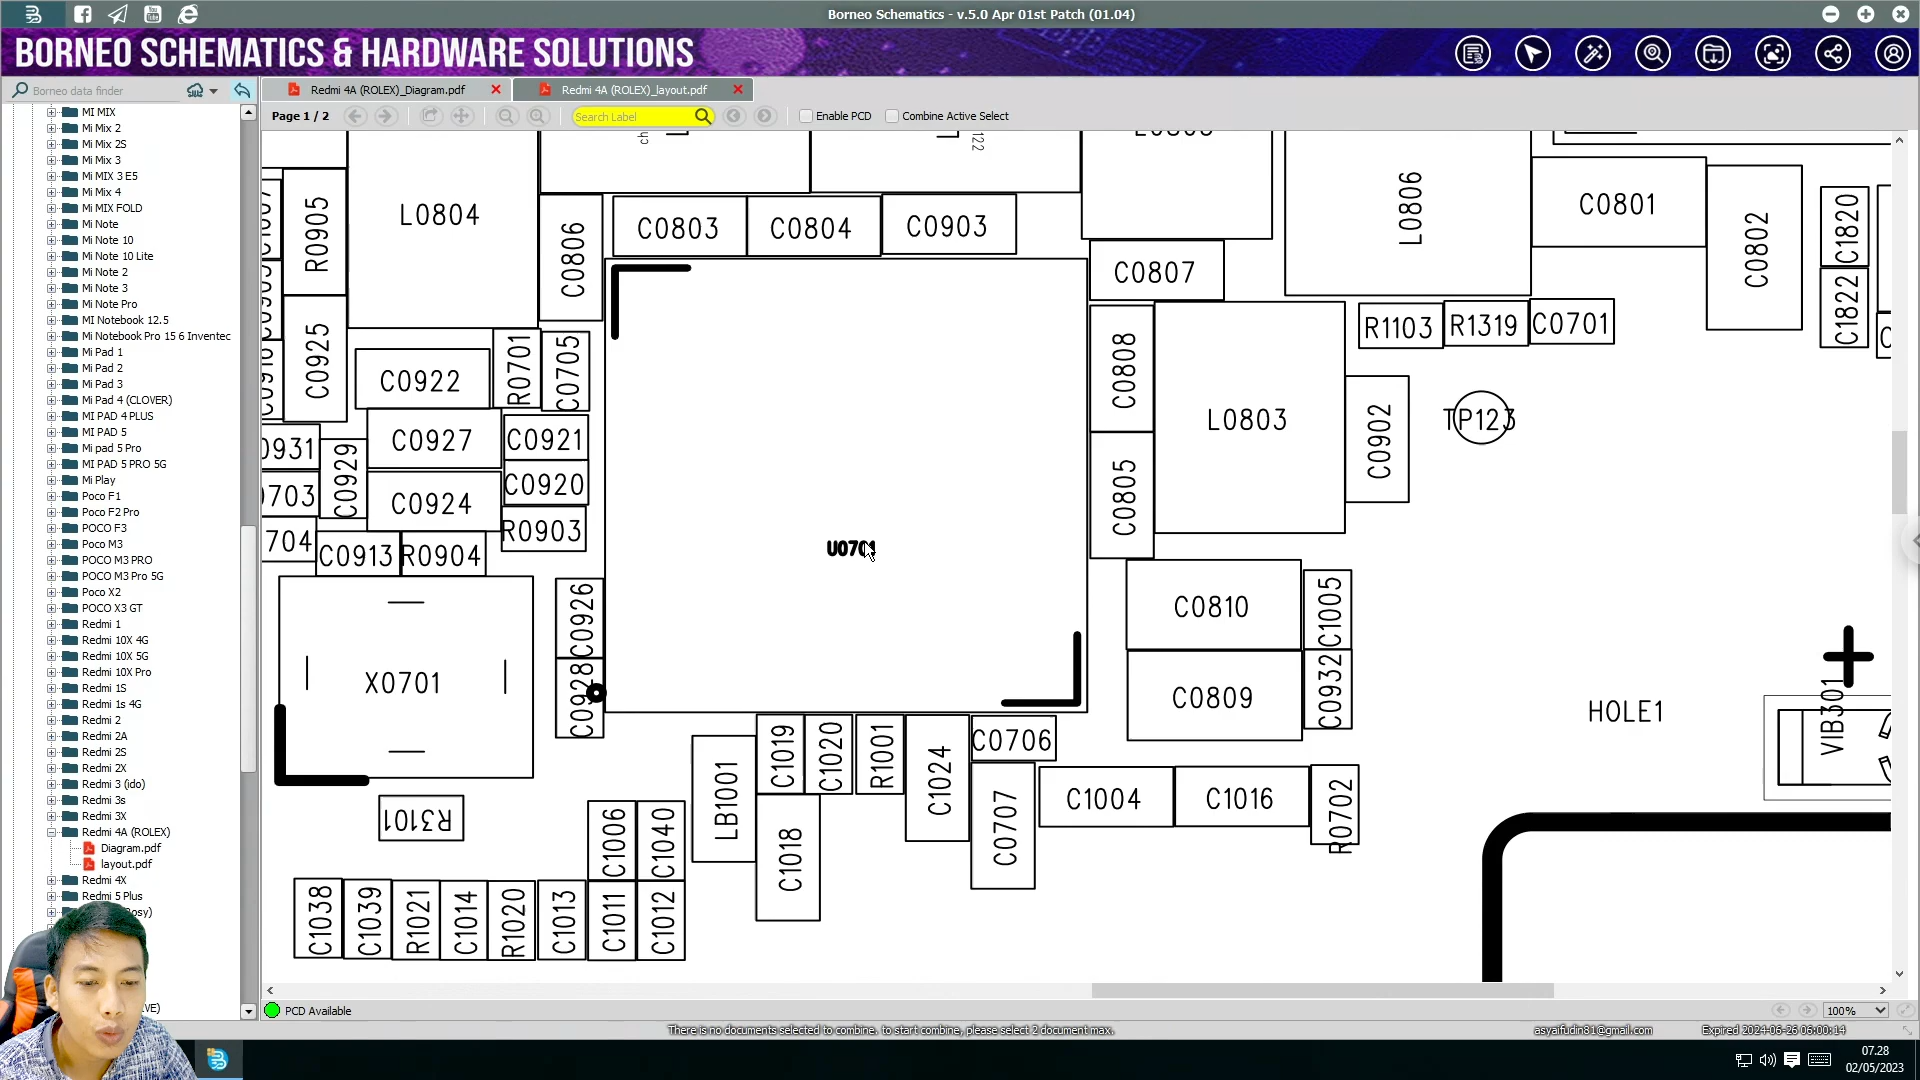 Borneo Schematics - v.5.0 Apr 01st Patch (01.04)
BORNEO SCHEMATICS & HARDWARE SOLUTIONS
Borneo data finder
Redmi 4A (ROLEX)_Diagram.pdf
Redmi 4A (ROLEX)_layout.pdf
Page 1 / 2
Search Label
Enable PCD
Combine Active Select
MI MIX
Mi Mix 2
Mi Mix 2S
Mi Mix 3
MIX 3 E5
Mi Mix 4
Mi MIX FOLD
Mi Note
Mi Note 10
Mi Note 10 Lite
Mi Note 2
Mi Note 3
Mi Note Pro
MI Notebook 12.5
Mi Notebook Pro 15 6 Inventec
Mi Pad 1
Mi Pad 2
Mi Pad 3
Mi Pad 4 (CLOVER)
MI PAD 4 PLUS
MI PAD 5
Mi pad 5 Pro
MI PAD 5 PRO 5G
Mi Play
Poco F1
Poco F2 Pro
POCO F3
Poco M3
POCO M3 PRO
POCO M3 Pro 5G
Poco X2
POCO X3 GT
Redmi 1
Redmi 10X 4G
Redmi 10X 5G
Redmi 10X Pro
Redmi 1S
Redmi 1s 4G
Redmi 2
Redmi 2A
Redmi 2S
Redmi 2X
Redmi 3 (ido)
Redmi 3s
Redmi 3X
Redmi 4A (ROLEX)
Diagram.pdf
layout.pdf
Redmi 4X
Redmi 5 Plus
osy)
VE)
122
L0804
R0905
C0806
C0803
C0804
C0903
C0807
L0806
C0801
C0802
C1820
C1822
C0925
C0922
R0701
C0705
C0808
R1103
R1319
C0701
C0927
C0921
L0803
C0902
TP123
0931
C0929
C0924
C0920
C0805
703
R0903
704
C0913
R0904
U0701
C0926
C0928
C0810
C1005
X0701
C0809
C0932
HOLE1
VIB301
LB1001
C1019
C1020
R1001
C1024
C0706
C0707
C1004
C1016
R0702
R3101
C1006
C1040
C1018
C1038
C1039
R1021
C1014
R1020
C1013
C1011
C1012
PCD Available
100%
There is no documents selected to combine. to start combine, please select 2 document max.
asyaifudin81@gmail.com
Expired 2024-06-26 06:00:14
07.28
02/05/2023